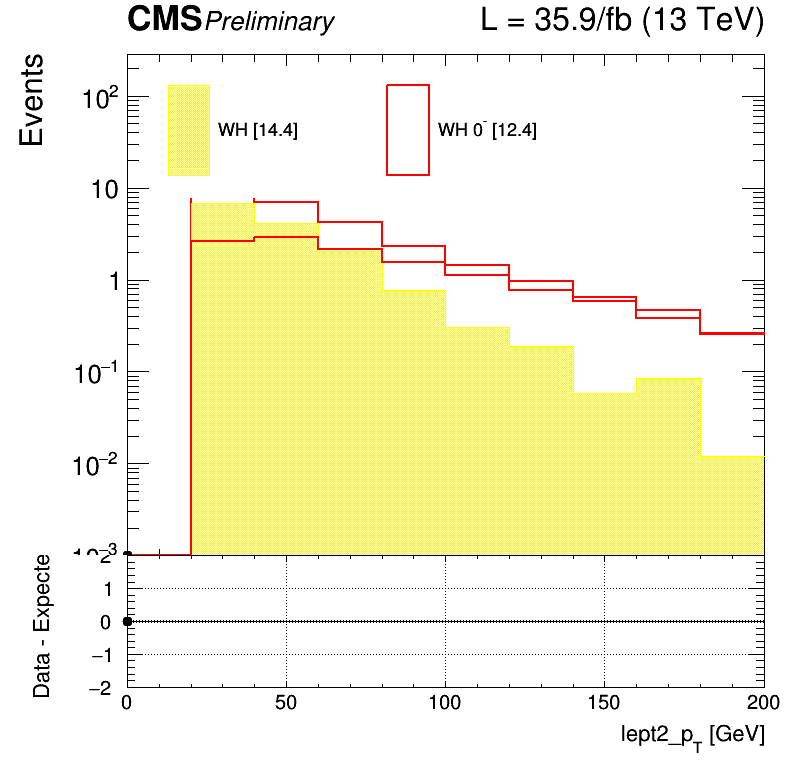 CMS Preliminary L = 35.9/fb (13 TeV)
Events
10²
10
1
10⁻¹
10⁻²
10⁻³
WH [14.4]
WH 0⁻ [12.4]
Data - Expecte
2
1
0
−1
−2
0 50 100 150 200
lept2_p_T [GeV]